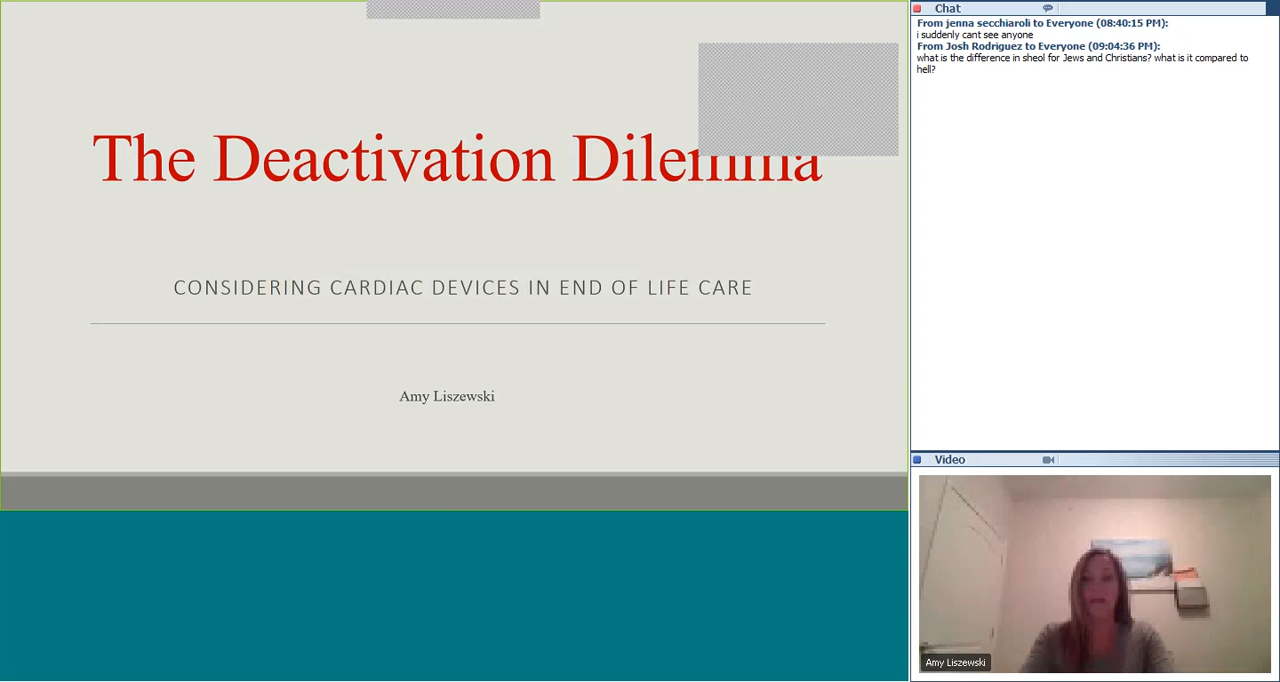 The Deactivation Dilemma
CONSIDERING CARDIAC DEVICES IN END OF LIFE CARE
Amy Liszewski
Chat
From jenna secchiaroli to Everyone (08:40:15 PM):
i suddenly cant see anyone
From Josh Rodriguez to Everyone (09:04:36 PM):
what is the difference in sheol for Jews and Christians? what is it compared to
hell?
Video
Amy Liszewski